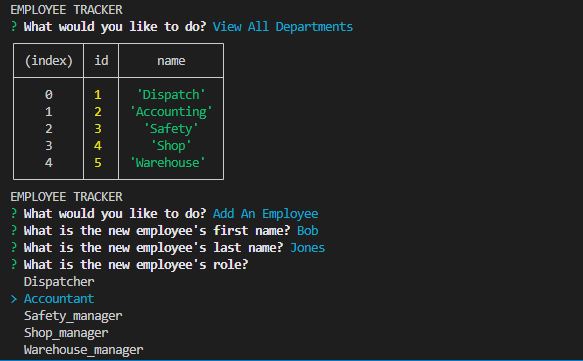 EMPLOYEE TRACKER
? What would you like to do? View All Departments
(index) id name
0 1 'Dispatch'
1 2 'Accounting'
2 3 'Safety'
3 4 'Shop'
4 5 'Warehouse'
EMPLOYEE TRACKER
? What would you like to do? Add An Employee
? What is the new employee's first name? Bob
? What is the new employee's last name? Jones
? What is the new employee's role?
Dispatcher
> Accountant
Safety_manager
Shop_manager
Warehouse_manager